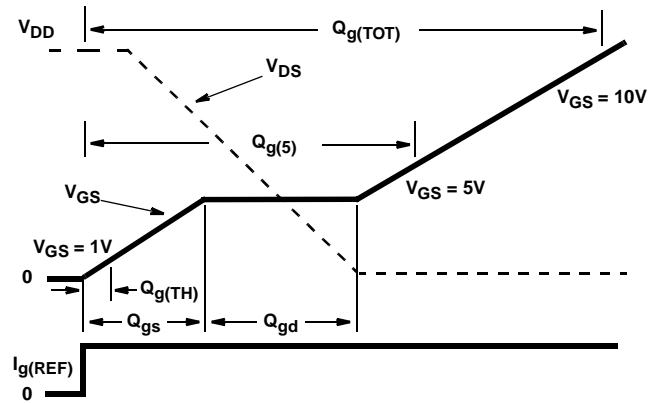 V_DD
Q_g(TOT)
V_DS
V_GS = 10V
Q_g(5)
V_GS
V_GS = 5V
V_GS = 1V
0
Q_g(TH)
Q_gs
Q_gd
I_g(REF)
0